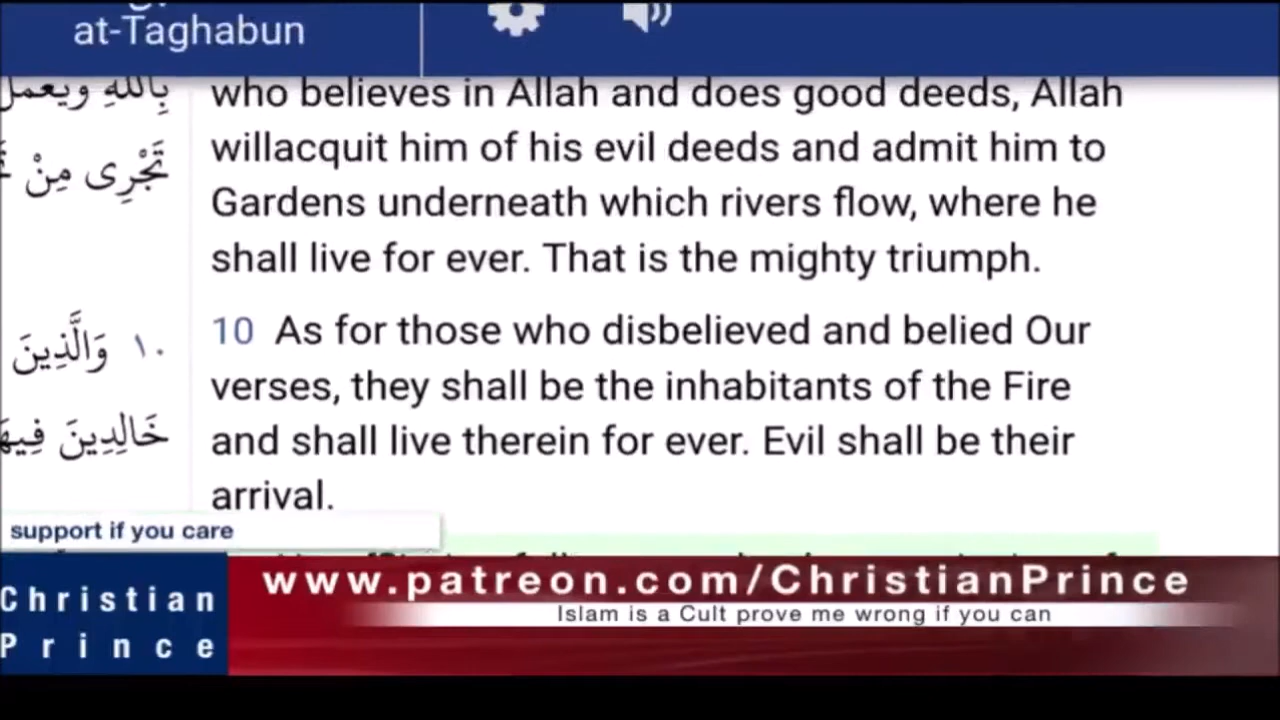 at-Taghabun
بِاللَّهِ وَيَعْمَل
who believes in Allah and does good deeds, Allah
تَجْرِى مِنْ
willacquit him of his evil deeds and admit him to
Gardens underneath which rivers flow, where he
shall live for ever. That is the mighty triumph.
١٠ وَالَّذِينَ
10 As for those who disbelieved and belied Our
verses, they shall be the inhabitants of the Fire
خَالِدِينَ فِيهَ
and shall live therein for ever. Evil shall be their
arrival.
support if you care
www.patreon.com/ChristianPrince
Islam is a Cult prove me wrong if you can
Christian
Prince